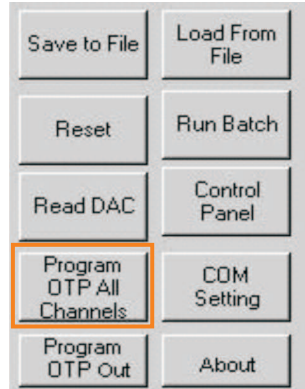 Save to File
Load From
File
Reset
Run Batch
Read DAC
Control
Panel
Program
OTP All
Channels
COM
Setting
Program
OTP Out
About